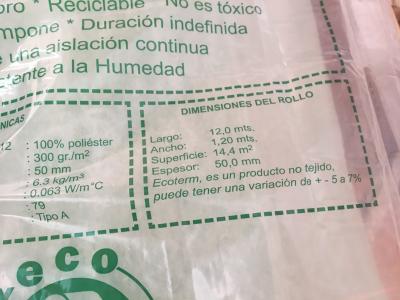 oro * Reciclable * No es tóxico
ompone * Duración indefinida
e una aislación continua
stente a la Humedad
NICAS
: 100% poliéster
: 300 gr./m²
: 50 mm
: 6.3 kg/m³
: 0.063 W/m°C
: 79
: Tipo A
DIMENSIONES DEL ROLLO
Largo: 12,0 mts.
Ancho: 1,20 mts.
Superficie: 14,4 m²
Espesor: 50,0 mm
Ecoterm, es un producto no tejido,
puede tener una variación de + - 5 a 7%
eco